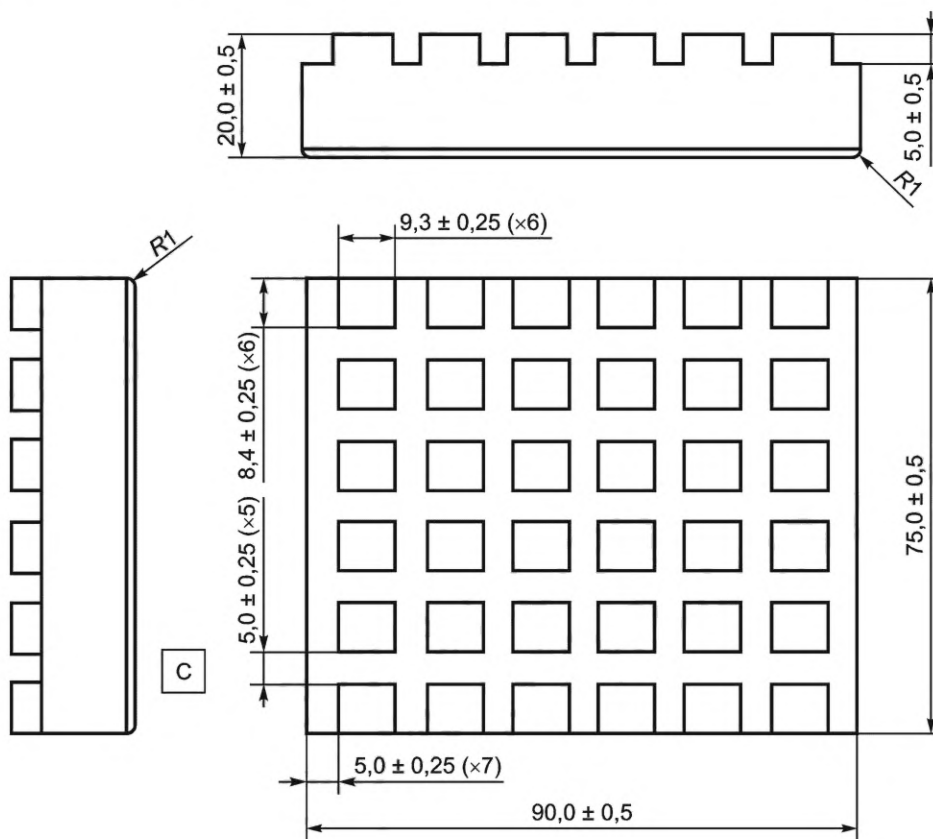 20,0 ± 0,5
5,0 ± 0,5
R1
9,3 ± 0,25 (×6)
R1
8,4 ± 0,25 (×6)
5,0 ± 0,25 (×5)
75,0 ± 0,5
C
5,0 ± 0,25 (×7)
90,0 ± 0,5